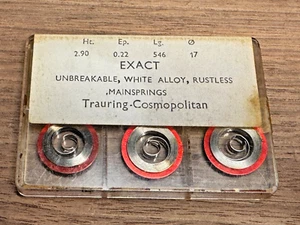 Ht. Ep. Lg. Ø
2.90 0.22 546 17
EXACT
UNBREAKABLE, WHITE ALLOY, RUSTLESS
,MAINSPRINGS
Trauring-Cosmopolitan